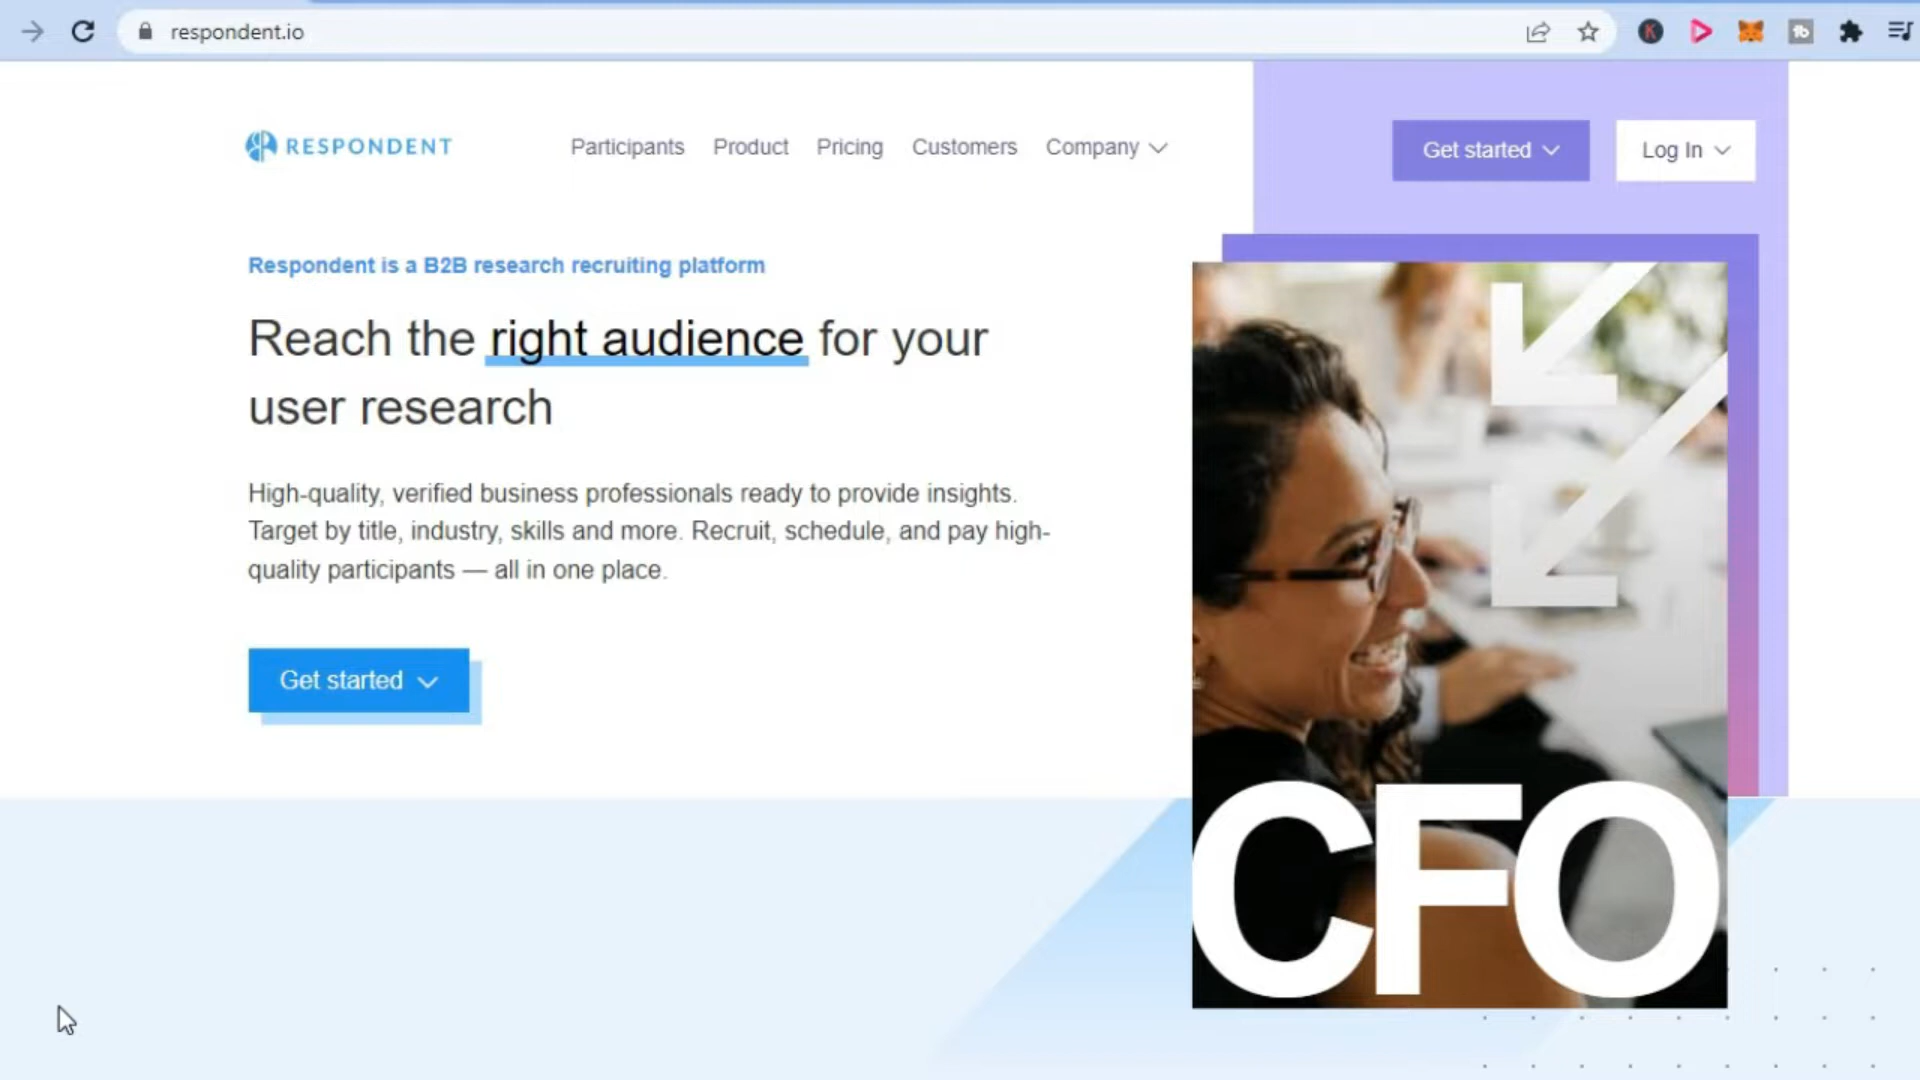 respondent.io
RESPONDENT
Participants Product Pricing Customers Company
Get started
Log In
Respondent is a B2B research recruiting platform
Reach the right audience for your
user research
High-quality, verified business professionals ready to provide insights.
Target by title, industry, skills and more. Recruit, schedule, and pay high-
quality participants — all in one place.
Get started
CFO
K
tb